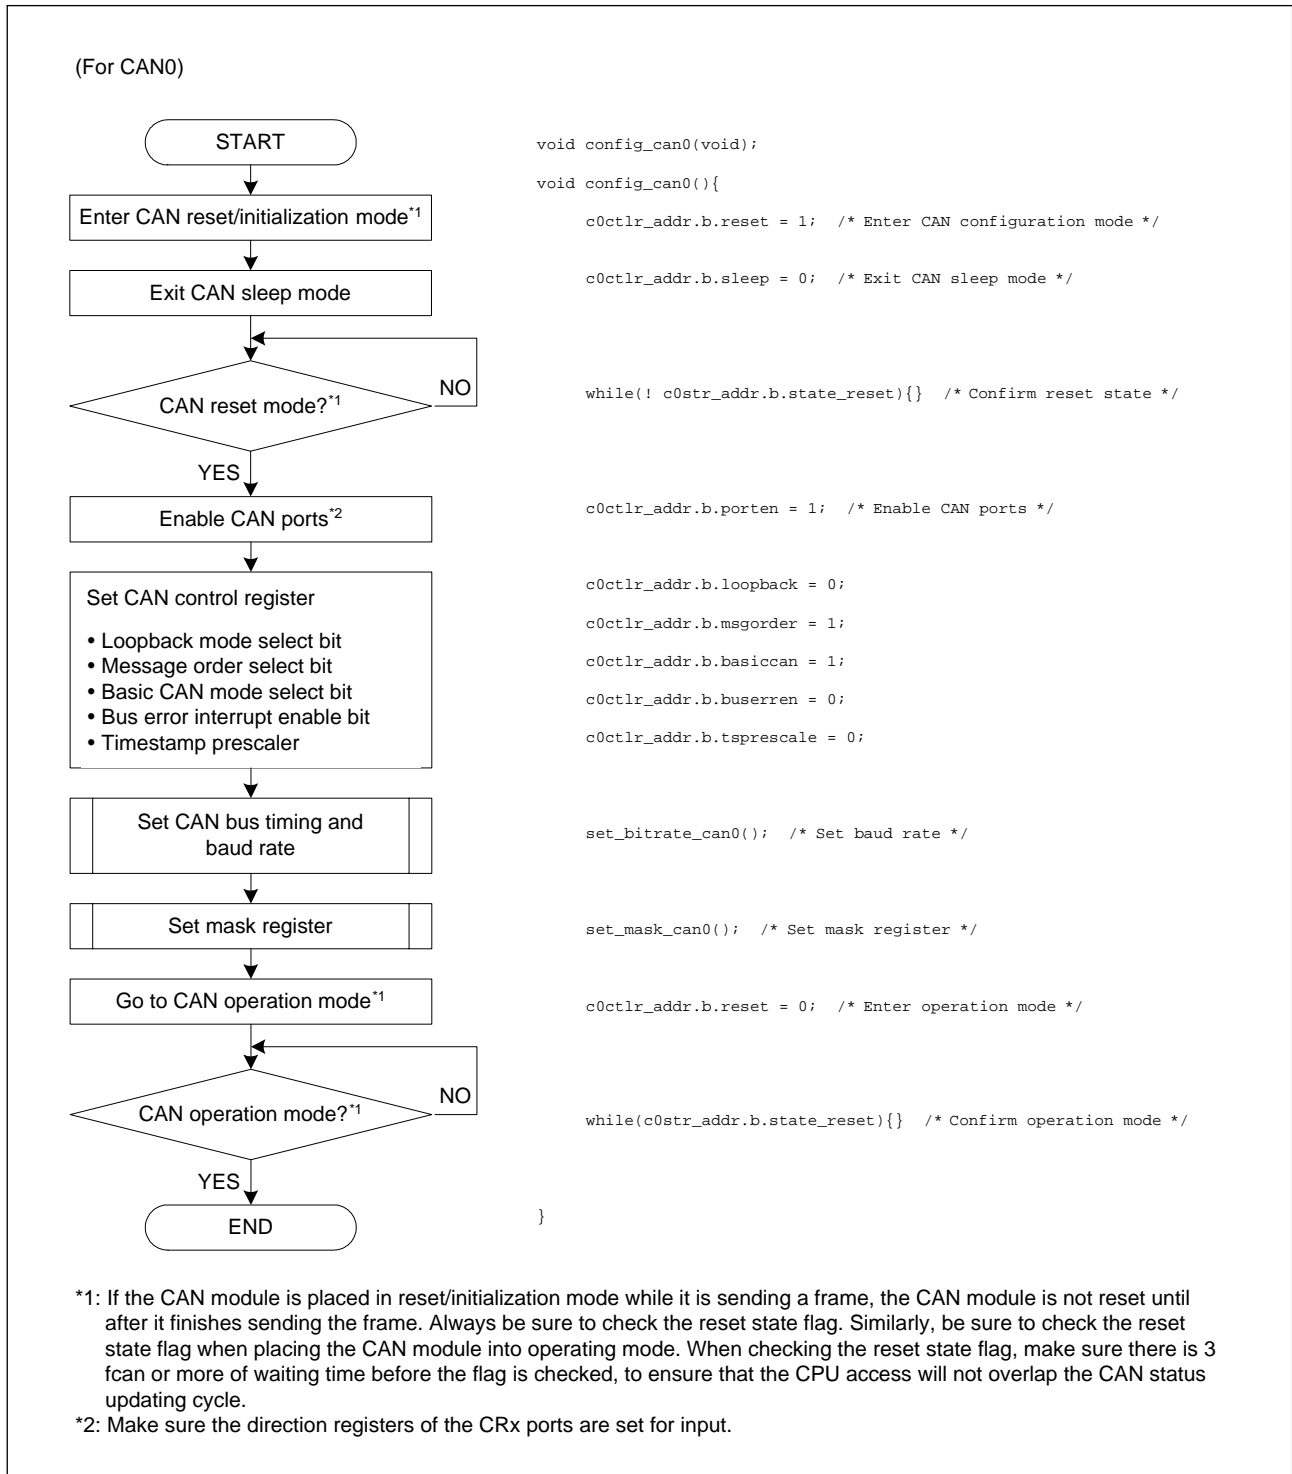 (For CAN0)
START
void config_can0(void);
void config_can0(){
Enter CAN reset/initialization mode*1
c0ctlr_addr.b.reset = 1;  /* Enter CAN configuration mode */
Exit CAN sleep mode
c0ctlr_addr.b.sleep = 0;  /* Exit CAN sleep mode */
CAN reset mode?*1
NO
while(! c0str_addr.b.state_reset){}  /* Confirm reset state */
YES
Enable CAN ports*2
c0ctlr_addr.b.porten = 1;  /* Enable CAN ports */
Set CAN control register
• Loopback mode select bit
• Message order select bit
• Basic CAN mode select bit
• Bus error interrupt enable bit
• Timestamp prescaler
c0ctlr_addr.b.loopback = 0;
c0ctlr_addr.b.msgorder = 1;
c0ctlr_addr.b.basiccan = 1;
c0ctlr_addr.b.buserren = 0;
c0ctlr_addr.b.tsprescale = 0;
Set CAN bus timing and
baud rate
set_bitrate_can0();  /* Set baud rate */
Set mask register
set_mask_can0();  /* Set mask register */
Go to CAN operation mode*1
c0ctlr_addr.b.reset = 0;  /* Enter operation mode */
CAN operation mode?*1
NO
while(c0str_addr.b.state_reset){}  /* Confirm operation mode */
YES
END
}
*1: If the CAN module is placed in reset/initialization mode while it is sending a frame, the CAN module is not reset until
after it finishes sending the frame. Always be sure to check the reset state flag. Similarly, be sure to check the reset
state flag when placing the CAN module into operating mode. When checking the reset state flag, make sure there is 3
fcan or more of waiting time before the flag is checked, to ensure that the CPU access will not overlap the CAN status
updating cycle.
*2: Make sure the direction registers of the CRx ports are set for input.